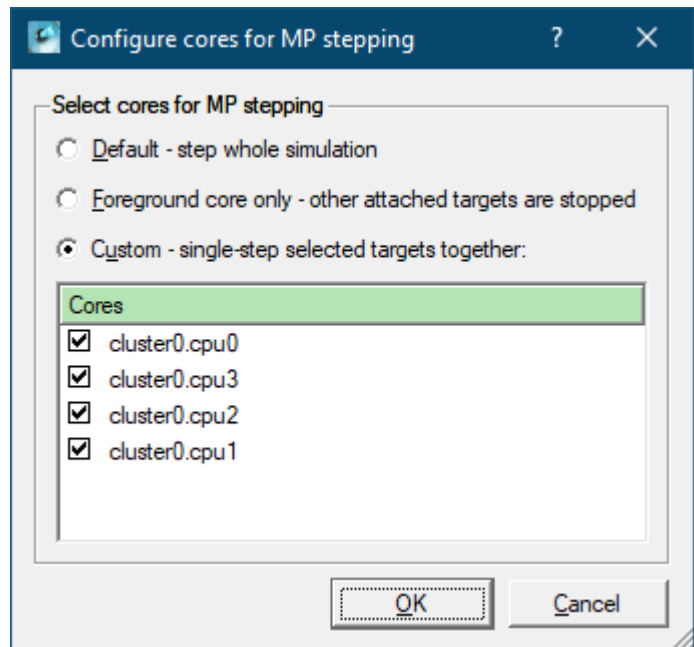 Configure cores for MP stepping ?
Select cores for MP stepping
Default - step whole simulation
Foreground core only - other attached targets are stopped
Custom - single-step selected targets together:
Cores
cluster0.cpu0
cluster0.cpu3
cluster0.cpu2
cluster0.cpu1
OK Cancel